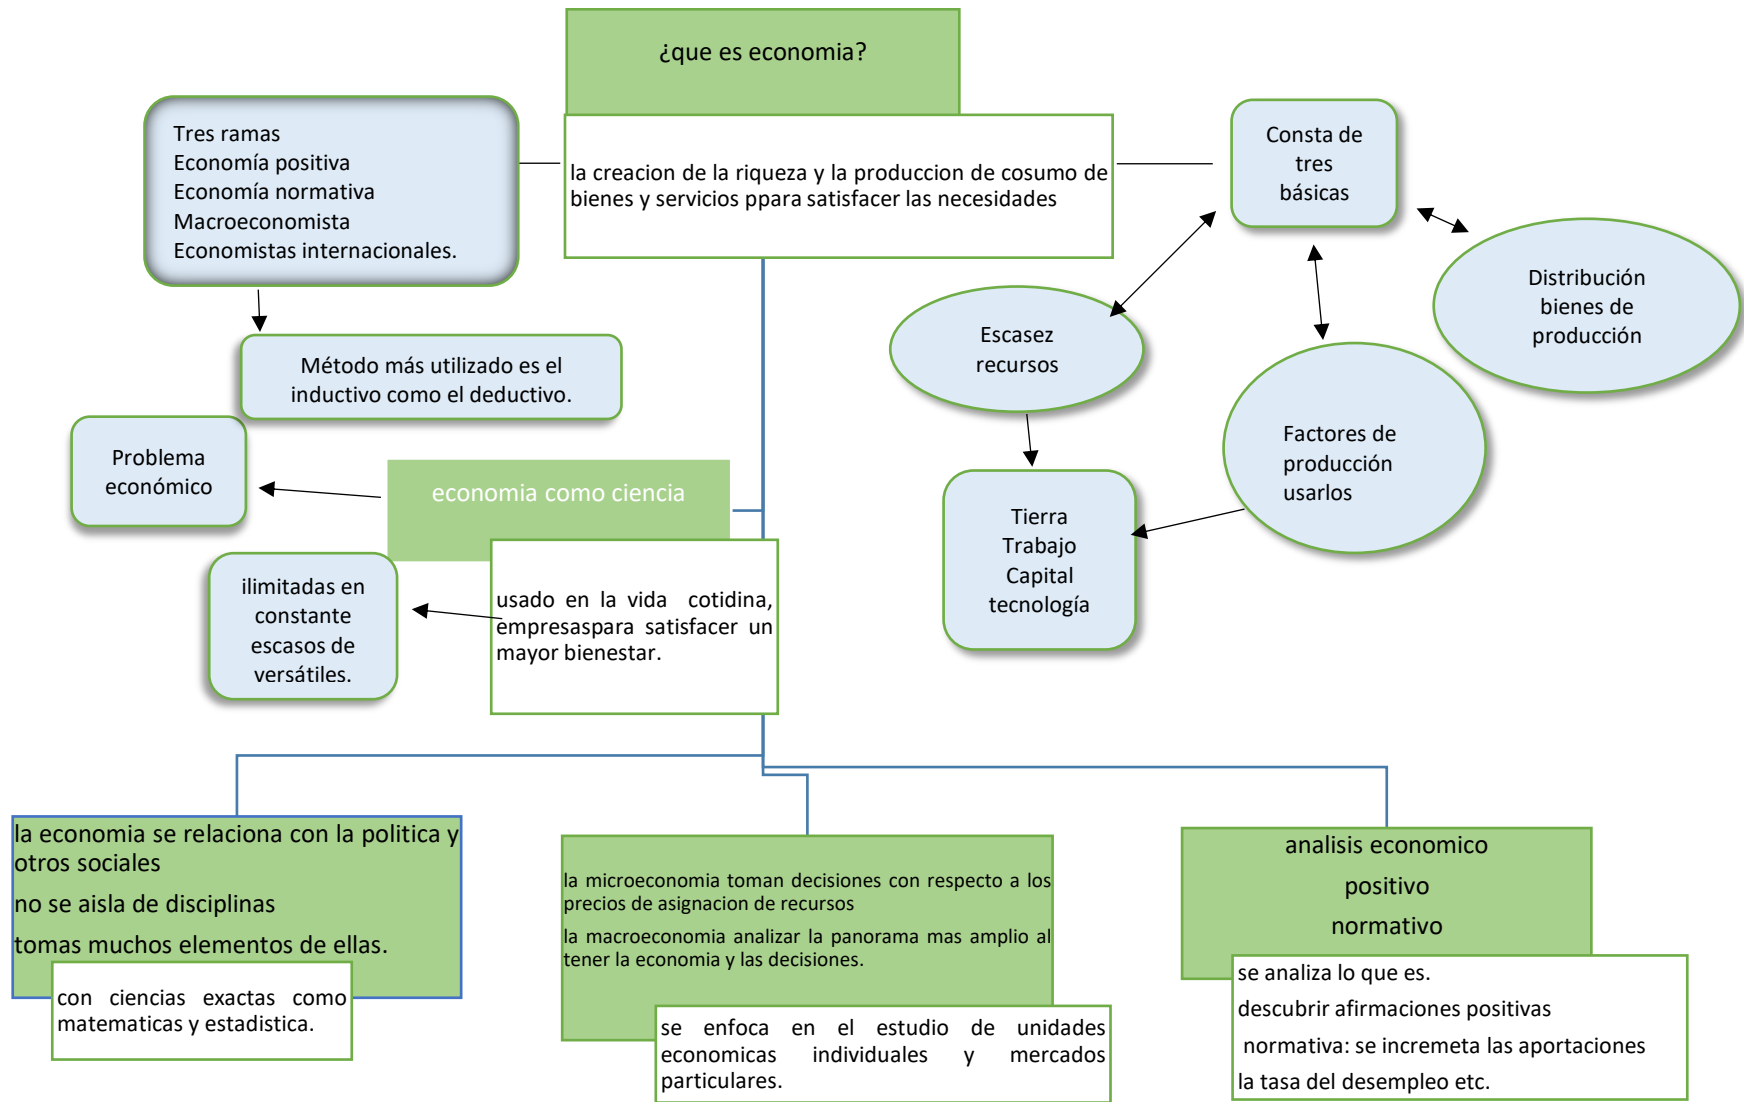 ¿que es economia?
la creacion de la riqueza y la produccion de cosumo de
bienes y servicios ppara satisfacer las necesidades
Tres ramas
Economía positiva
Economía normativa
Macroeconomista
Economistas internacionales.
Método más utilizado es el
inductivo como el deductivo.
Consta de
tres
básicas
Escasez
recursos
Distribución
bienes de
producción
Factores de
producción
usarlos
Tierra
Trabajo
Capital
tecnología
Problema
económico
economia como ciencia
usado en la vida cotidina,
empresaspara satisfacer un
mayor bienestar.
ilimitadas en
constante
escasos de
versátiles.
la economia se relaciona con la politica y
otros sociales
no se aisla de disciplinas
tomas muchos elementos de ellas.
con ciencias exactas como
matematicas y estadistica.
la microeconomia toman decisiones con respecto a los
precios de asignacion de recursos
la macroeconomia analizar la panorama mas amplio al
tener la economia y las decisiones.
se enfoca en el estudio de unidades
economicas individuales y mercados
particulares.
analisis economico
positivo
normativo
se analiza lo que es.
descubrir afirmaciones positivas
normativa: se incremeta las aportaciones
la tasa del desempleo etc.